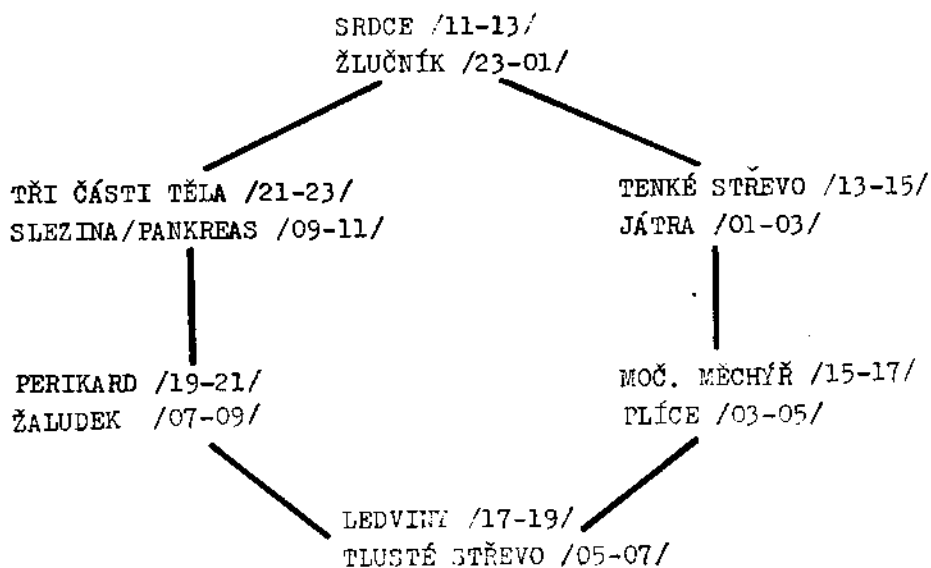 SRDCE /11-13/
ŽLUČNÍK /23-01/
TŘI ČÁSTI TĚLA /21-23/
SLEZINA/PANKREAS /09-11/
TENKÉ STŘEVO /13-15/
JÁTRA /01-03/
PERIKARD /19-21/
ŽALUDEK /07-09/
MOČ. MĚCHÝŘ /15-17/
PLÍCE /03-05/
LEDVINY /17-19/
TLUSTÉ STŘEVO /05-07/